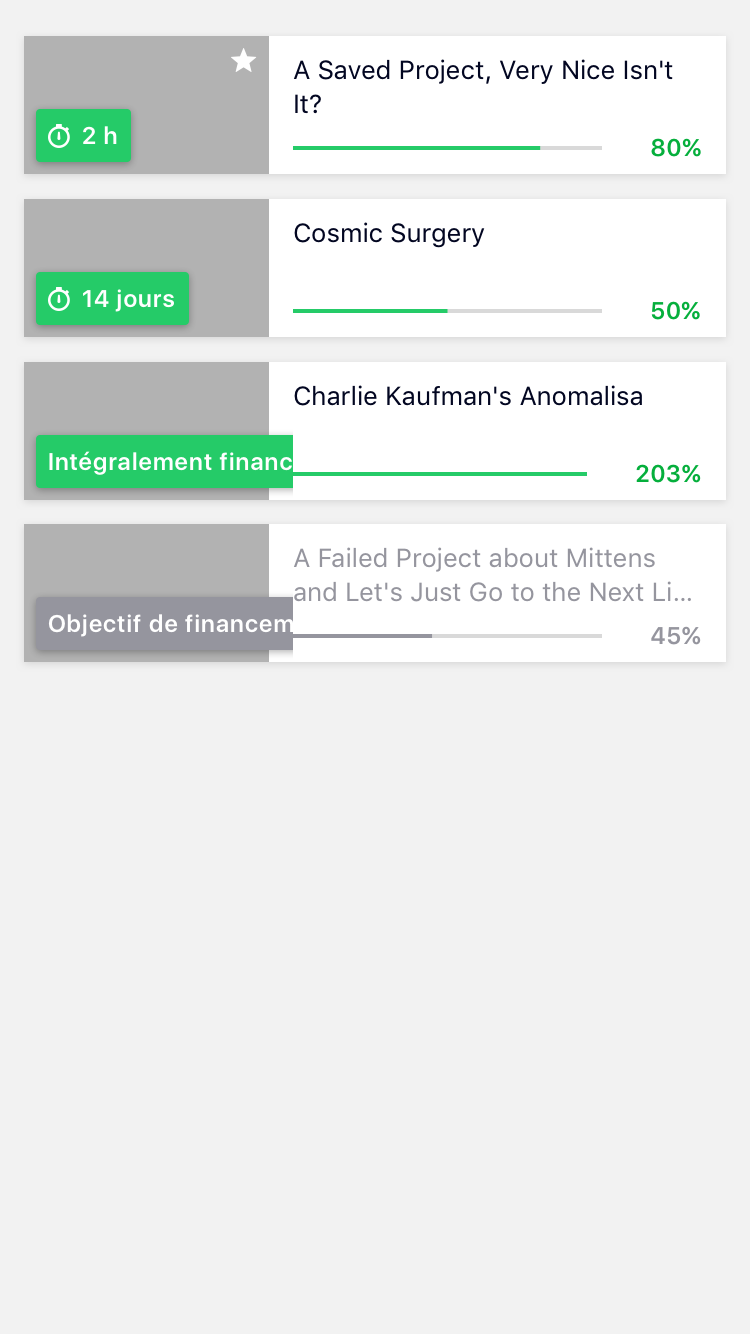 A Saved Project, Very Nice Isn't
It?
2 h
80%
Cosmic Surgery
14 jours
50%
Charlie Kaufman's Anomalisa
Intégralement financ
203%
A Failed Project about Mittens
and Let's Just Go to the Next Li...
Objectif de financem
45%